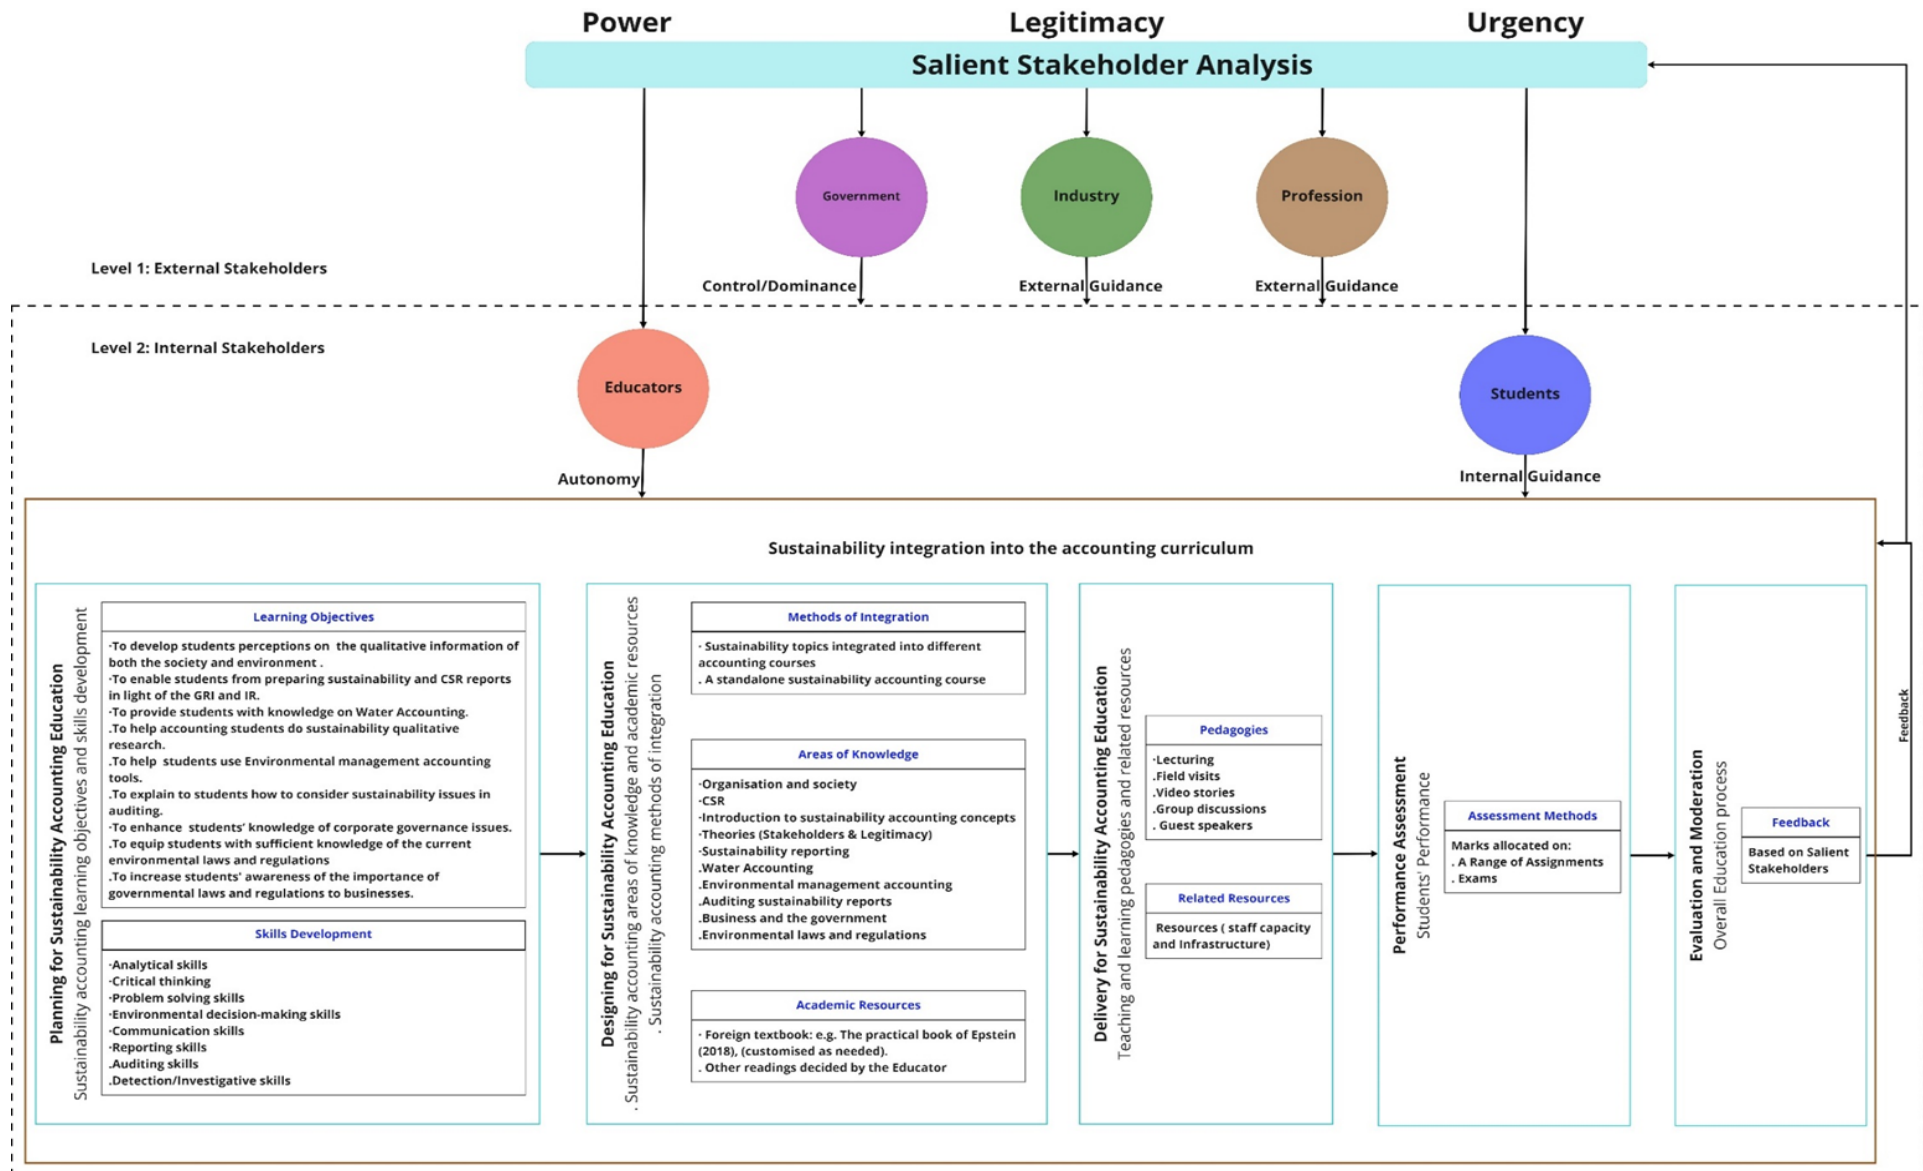 Power
Legitimacy
Urgency
Salient Stakeholder Analysis
Government
Industry
Profession
Level 1: External Stakeholders
Control/Dominance
External Guidance
External Guidance
Level 2: Internal Stakeholders
Educators
Students
Autonomy
Internal Guidance
Sustainability integration into the accounting curriculum
Planning for Sustainability Accounting Education
Sustainability accounting learning objectives and skills development
Learning Objectives
·To develop students perceptions on the qualitative information of
both the society and environment .
·To enable students from preparing sustainability and CSR reports
in light of the GRI and IR.
·To provide students with knowledge on Water Accounting.
.To help accounting students do sustainability qualitative
research.
.To help students use Environmental management accounting
tools.
.To explain to students how to consider sustainability issues in
auditing.
·To enhance students' knowledge of corporate governance issues.
.To equip students with sufficient knowledge of the current
environmental laws and regulations
.To increase students' awareness of the importance of
governmental laws and regulations to businesses.
Skills Development
·Analytical skills
·Critical thinking
·Problem solving skills
·Environmental decision-making skills
·Communication skills
·Reporting skills
.Auditing skills
.Detection/Investigative skills
Designing for Sustainability Accounting Education
. Sustainability accounting areas of knowledge and academic resources
. Sustainability accounting methods of integration
Methods of Integration
· Sustainability topics integrated into different
accounting courses
. A standalone sustainability accounting course
Areas of Knowledge
·Organisation and society
·CSR
·Introduction to sustainability accounting concepts
·Theories (Stakeholders & Legitimacy)
·Sustainability reporting
.Water Accounting
.Environmental management accounting
.Auditing sustainability reports
.Business and the government
.Environmental laws and regulations
Academic Resources
· Foreign textbook: e.g. The practical book of Epstein
(2018), (customised as needed).
. Other readings decided by the Educator
Delivery for Sustainability Accounting Education
Teaching and learning pedagogies and related resources
Pedagogies
·Lecturing
.Field visits
.Video stories
.Group discussions
. Guest speakers
Related Resources
Resources ( staff capacity
and Infrastructure)
Performance Assessment
Students' Performance
Assessment Methods
Marks allocated on:
. A Range of Assignments
. Exams
Evaluation and Moderation
Overall Education process
Feedback
Based on Salient
Stakeholders
Feedback